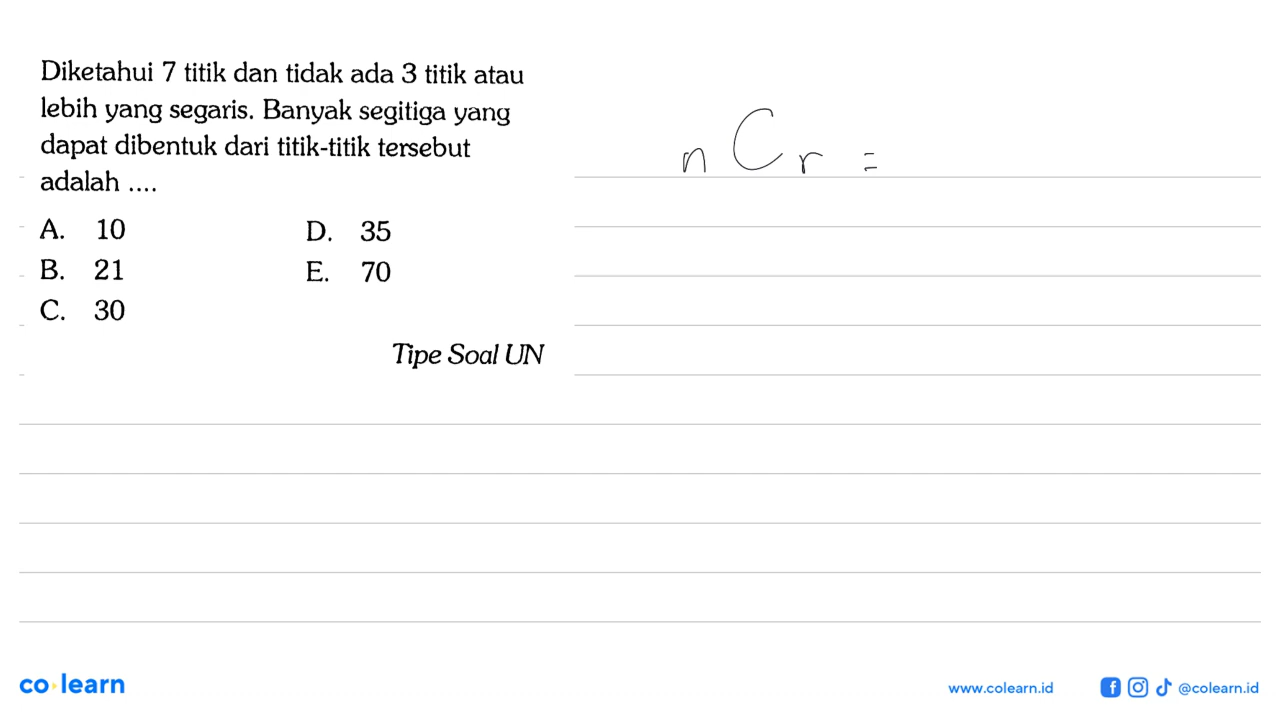 Diketahui 7 titik dan tidak ada 3 titik atau
lebih yang segaris. Banyak segitiga yang
dapat dibentuk dari titik-titik tersebut
adalah ....
A. 10
B. 21
C. 30
D. 35
E. 70
Tipe Soal UN
n C r =
co learn
www.colearn.id
@colearn.id